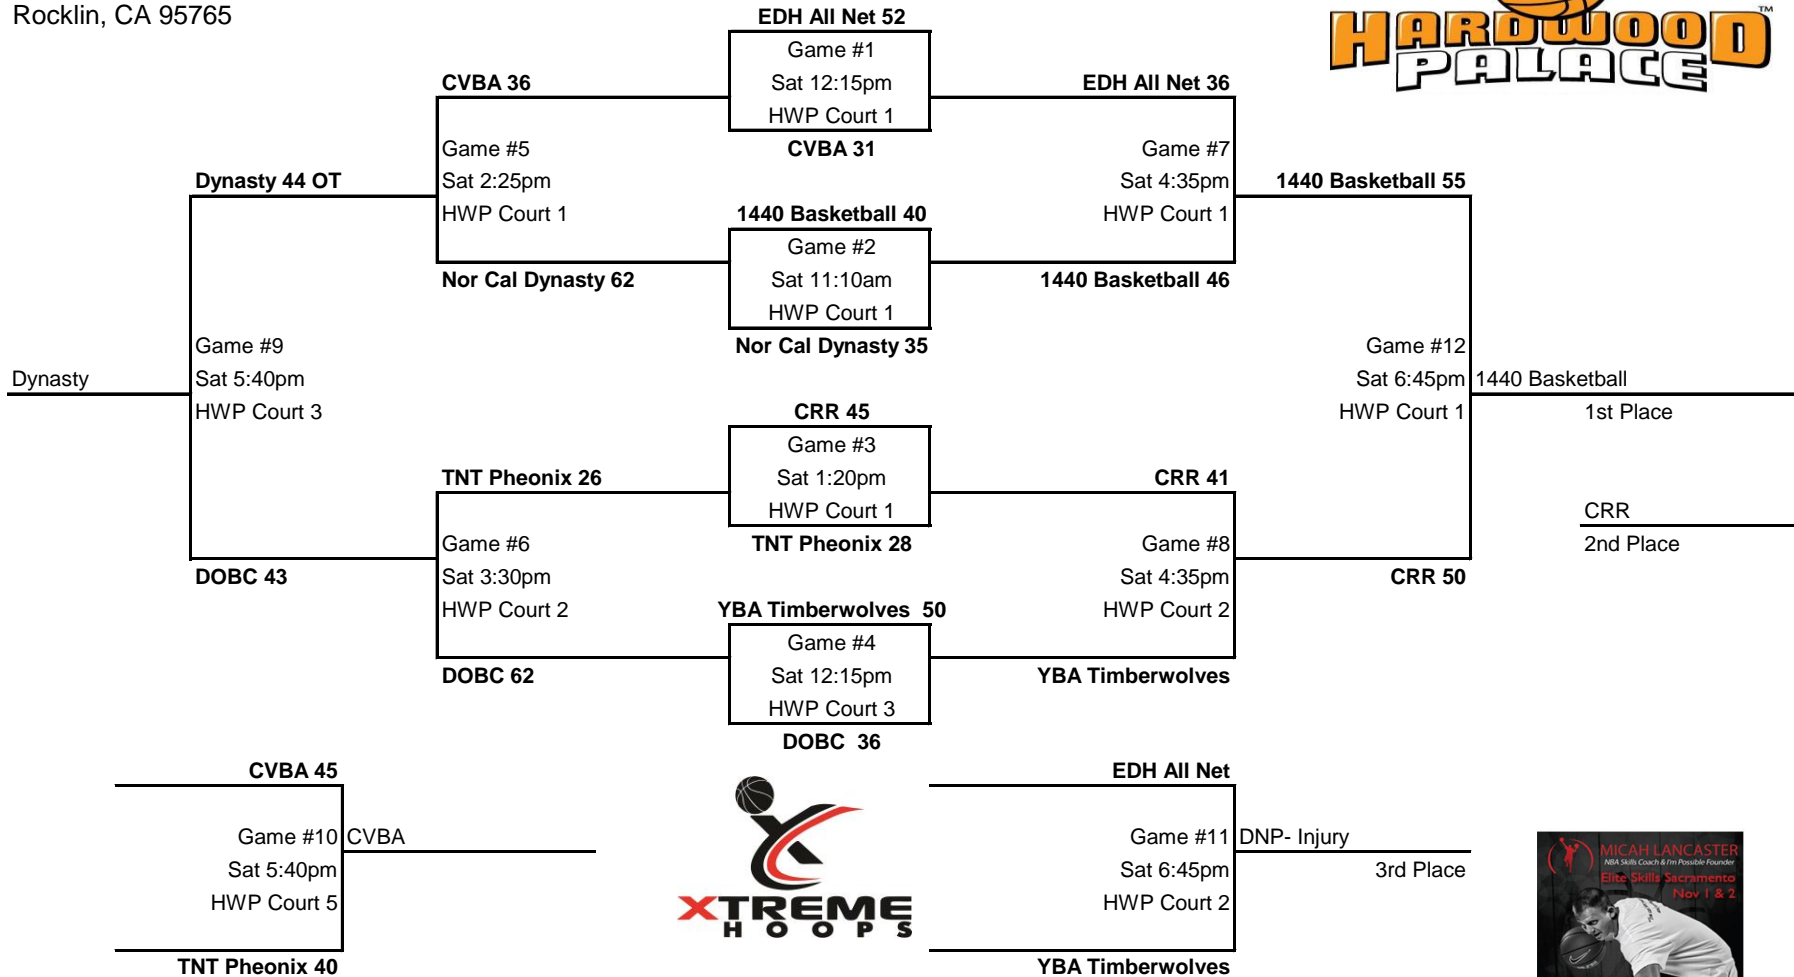 Rocklin, CA 95765
HARDWOOD
PALACE
TM
EDH All Net 52
Game #1
Sat 12:15pm
HWP Court 1
CVBA 31
CVBA 36
Game #5
Sat 2:25pm
HWP Court 1
Nor Cal Dynasty 62
EDH All Net 36
Game #7
Sat 4:35pm
HWP Court 1
1440 Basketball 46
Dynasty 44 OT
1440 Basketball 40
Game #2
Sat 11:10am
HWP Court 1
Nor Cal Dynasty 35
1440 Basketball 55
Dynasty
Game #9
Sat 5:40pm
HWP Court 3
DOBC 43
Game #12
Sat 6:45pm
HWP Court 1
1440 Basketball
1st Place
CRR 45
Game #3
Sat 1:20pm
HWP Court 1
TNT Pheonix 28
TNT Pheonix 26
Game #6
Sat 3:30pm
HWP Court 2
DOBC 62
CRR 41
Game #8
Sat 4:35pm
HWP Court 2
YBA Timberwolves
CRR
2nd Place
CRR 50
YBA Timberwolves  50
Game #4
Sat 12:15pm
HWP Court 3
DOBC  36
CVBA 45
Game #10
Sat 5:40pm
HWP Court 5
TNT Pheonix 40
CVBA
XTREME
HOOPS
EDH All Net
Game #11
Sat 6:45pm
HWP Court 2
YBA Timberwolves
DNP- Injury
3rd Place
MICAH LANCASTER
NBA Skills Coach & I'm Possible Founder
Elite Skills Sacramento
Nov 1 & 2